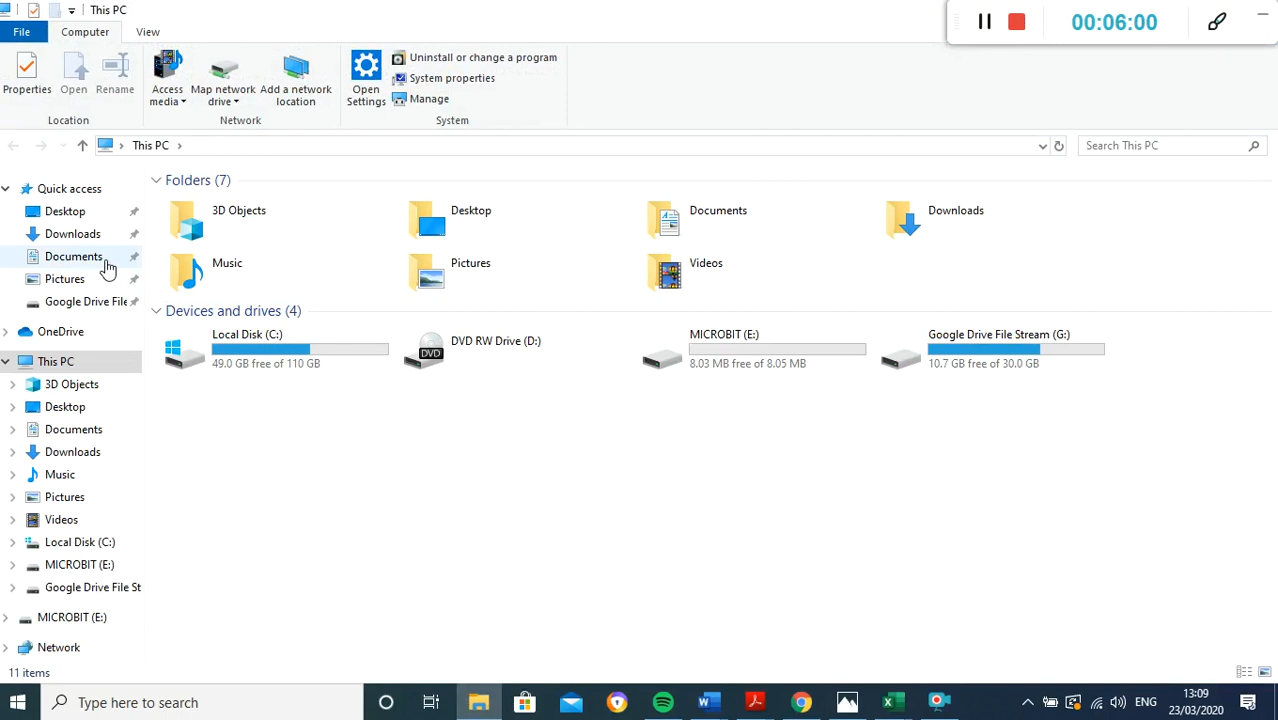 This PC
00:06:00
File
Computer
View
Properties
Open
Rename
Access media
Map network drive
Add a network location
Open Settings
Uninstall or change a program
System properties
Manage
Location
Network
System
This PC
Search This PC
Quick access
Desktop
Downloads
Documents
Pictures
Google Drive File
OneDrive
This PC
3D Objects
Desktop
Documents
Downloads
Music
Pictures
Videos
Local Disk (C:)
MICROBIT (E:)
Google Drive File St
MICROBIT (E:)
Network
Folders (7)
3D Objects
Desktop
Documents
Downloads
Music
Pictures
Videos
Devices and drives (4)
Local Disk (C:)
49.0 GB free of 110 GB
DVD RW Drive (D:)
DVD
MICROBIT (E:)
8.03 MB free of 8.05 MB
Google Drive File Stream (G:)
10.7 GB free of 30.0 GB
11 items
Type here to search
ENG
13:09
23/03/2020